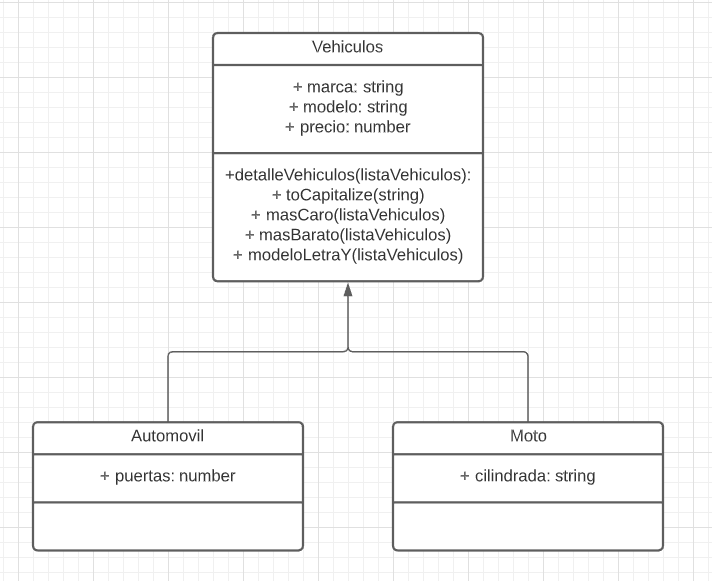 Vehiculos
+ marca: string
+ modelo: string
+ precio: number
+detalleVehiculos(listaVehiculos):
+ toCapitalize(string)
+ masCaro(listaVehiculos)
+ masBarato(listaVehiculos)
+ modeloLetraY(listaVehiculos)
Automovil
+ puertas: number
Moto
+ cilindrada: string